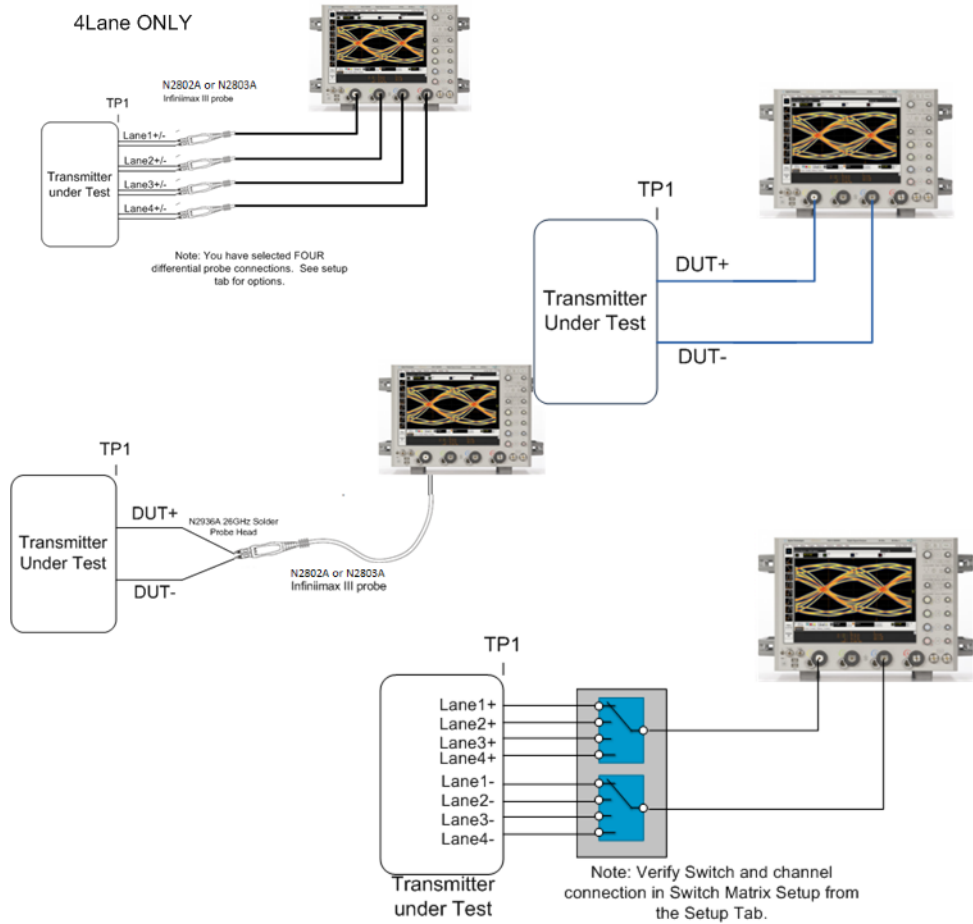 4Lane ONLY
N2802A or N2803A
Infiniimax III probe
TP1
Lane1+/-
Lane2+/-
Lane3+/-
Lane4+/-
Transmitter
under Test
Note: You have selected FOUR
differential probe connections. See setup
tab for options.
TP1
DUT+
Transmitter
Under Test
DUT-
TP1
DUT+
N2936A 26GHz Solder
Probe Head
Transmitter
Under Test
DUT-
N2802A or N2803A
Infiniimax III probe
TP1
Lane1+
Lane2+
Lane3+
Lane4+
Lane1-
Lane2-
Lane3-
Lane4-
Transmitter
under Test
Note: Verify Switch and channel
connection in Switch Matrix Setup from
the Setup Tab.